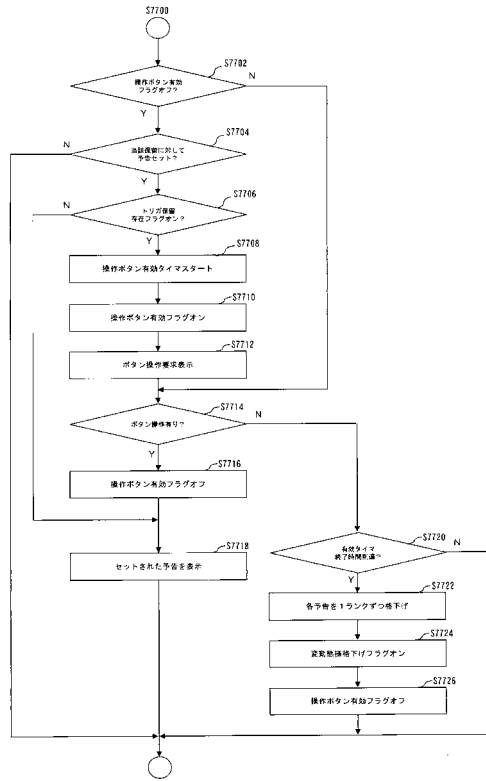 S7700
S7702
操作ボタン有効
フラグオフ?
N
Y
S7704
当該保留に対して
予告セット?
N
Y
S7706
トリガ保留
存在フラグオン?
N
Y
S7708
操作ボタン有効タイマスタート
S7710
操作ボタン有効フラグオン
S7712
ボタン操作要求表示
S7714
ボタン操作有り?
N
Y
S7716
操作ボタン有効フラグオフ
S7718
セットされた予告を表示
S7720
有効タイマ
終了時間到達?
N
Y
S7722
各予告を1ランクずつ格下げ
S7724
変動態様格下げフラグオン
S7726
操作ボタン有効フラグオフ